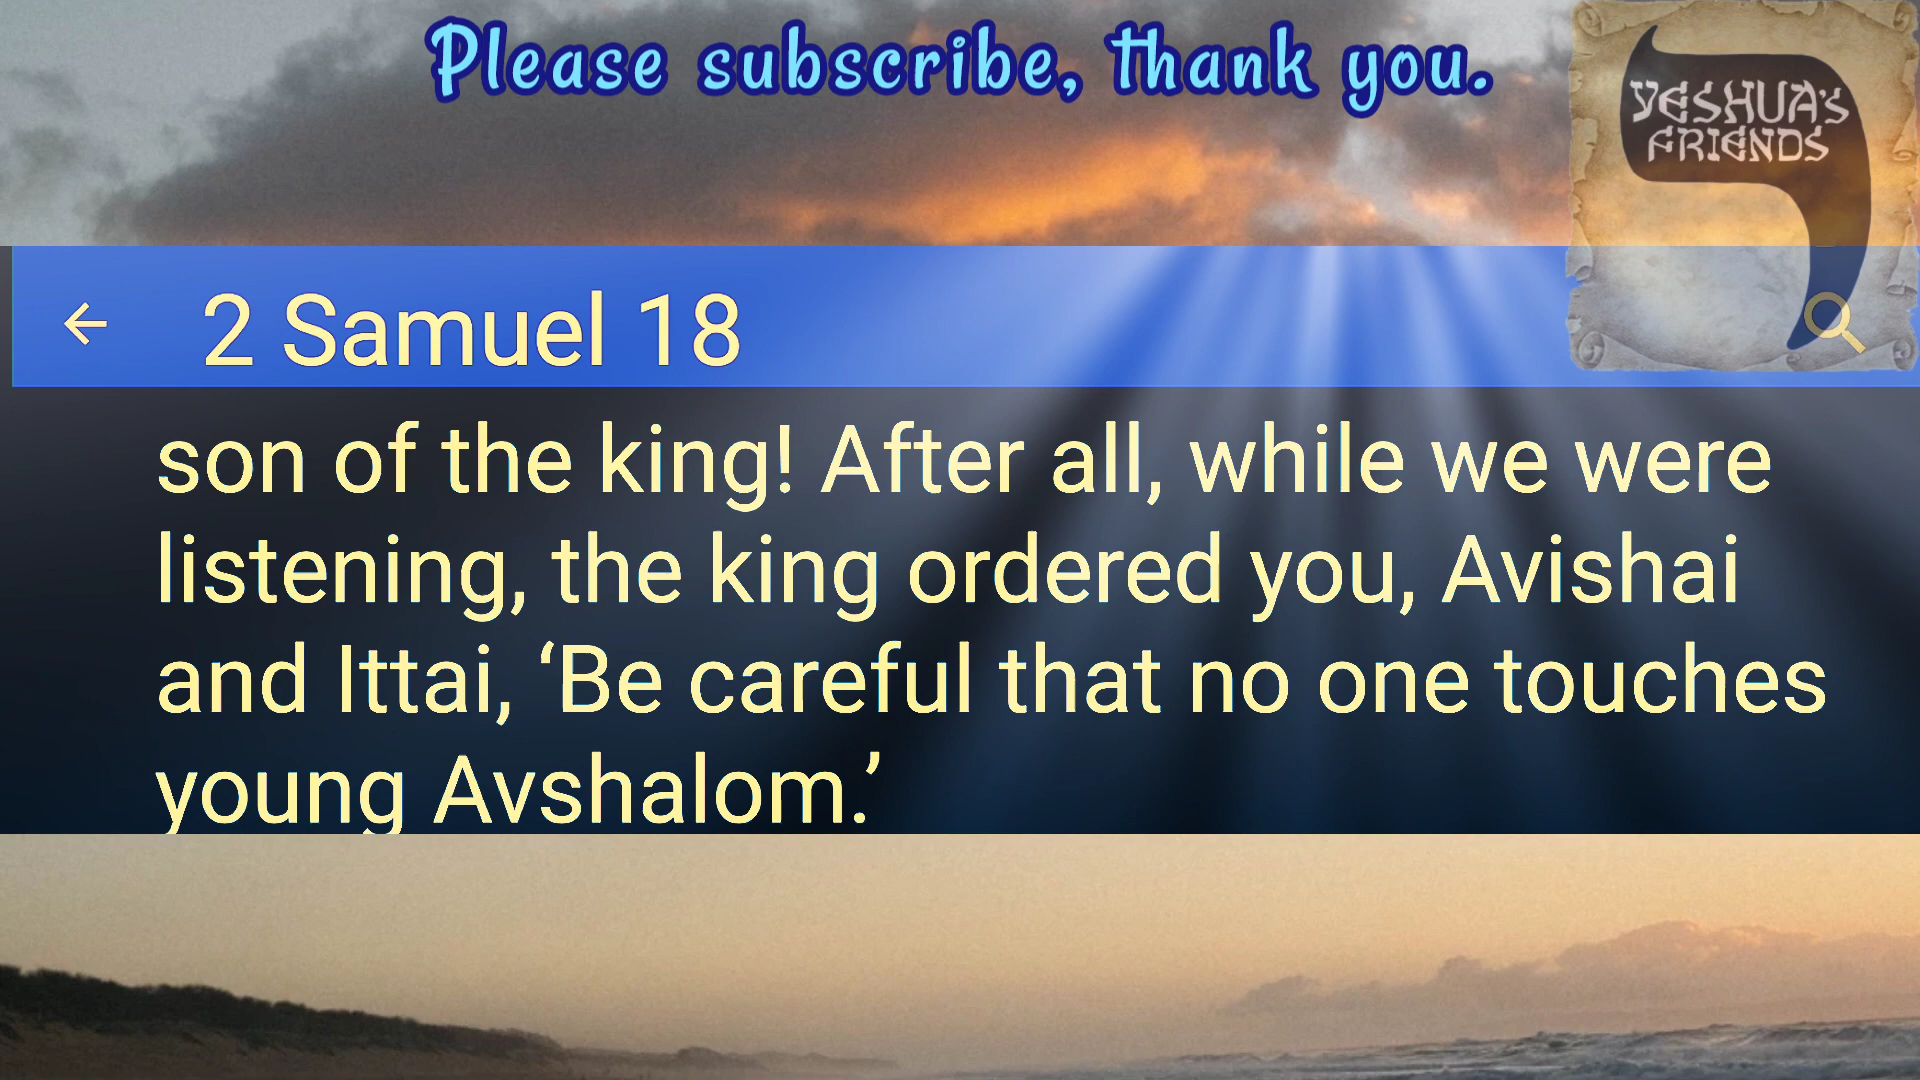 Please subscribe, thank you.
YESHUA'S
FRIENDS
2 Samuel 18
son of the king! After all, while we were
listening, the king ordered you, Avishai
and Ittai, ‘Be careful that no one touches
young Avshalom.’